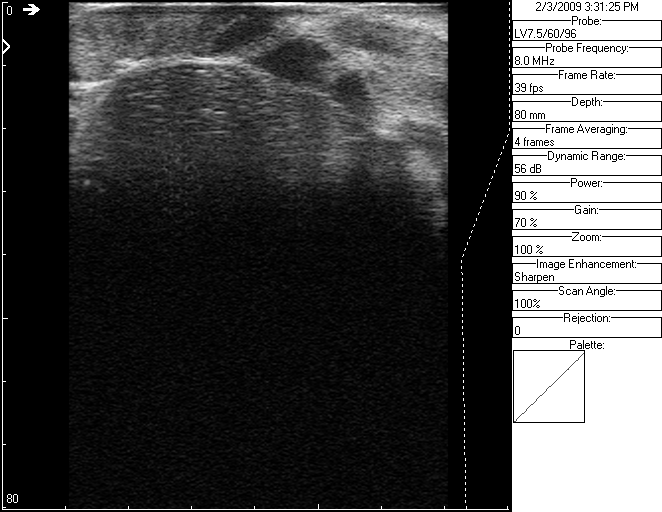 0
80
2/3/2009 3:31:25 PM
Probe:
LV7.5/60/96
Probe Frequency:
8.0 MHz
Frame Rate:
39 fps
Depth:
80 mm
Frame Averaging:
4 frames
Dynamic Range:
56 dB
Power:
90 %
Gain:
70 %
Zoom:
100 %
Image Enhancement:
Sharpen
Scan Angle:
100%
Rejection:
0
Palette: